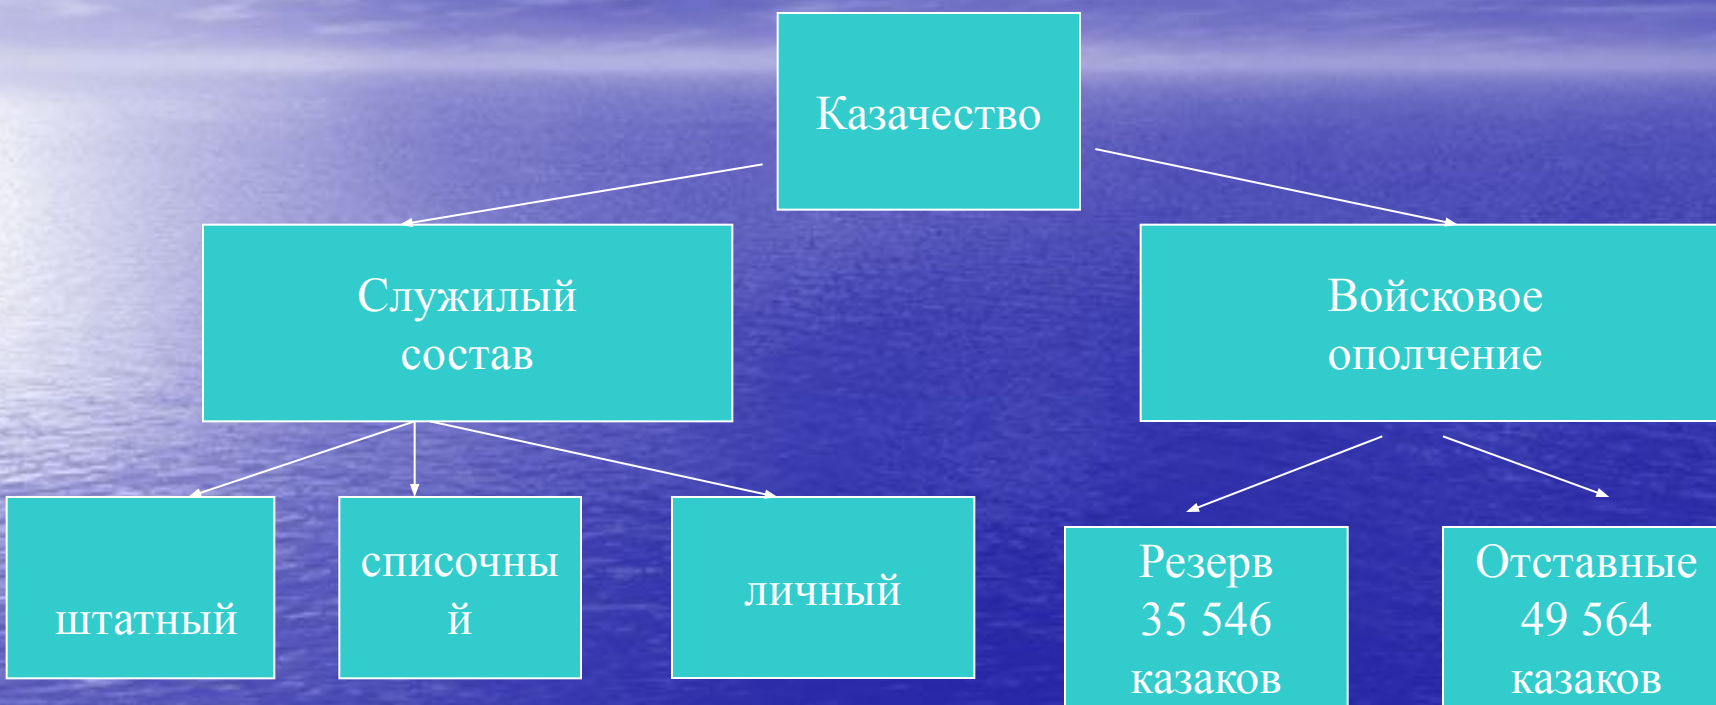 Казачество
Служилый
состав
Войсковое
ополчение
штатный
списочны
й
личный
Резерв
35 546
казаков
Отставные
49 564
казаков